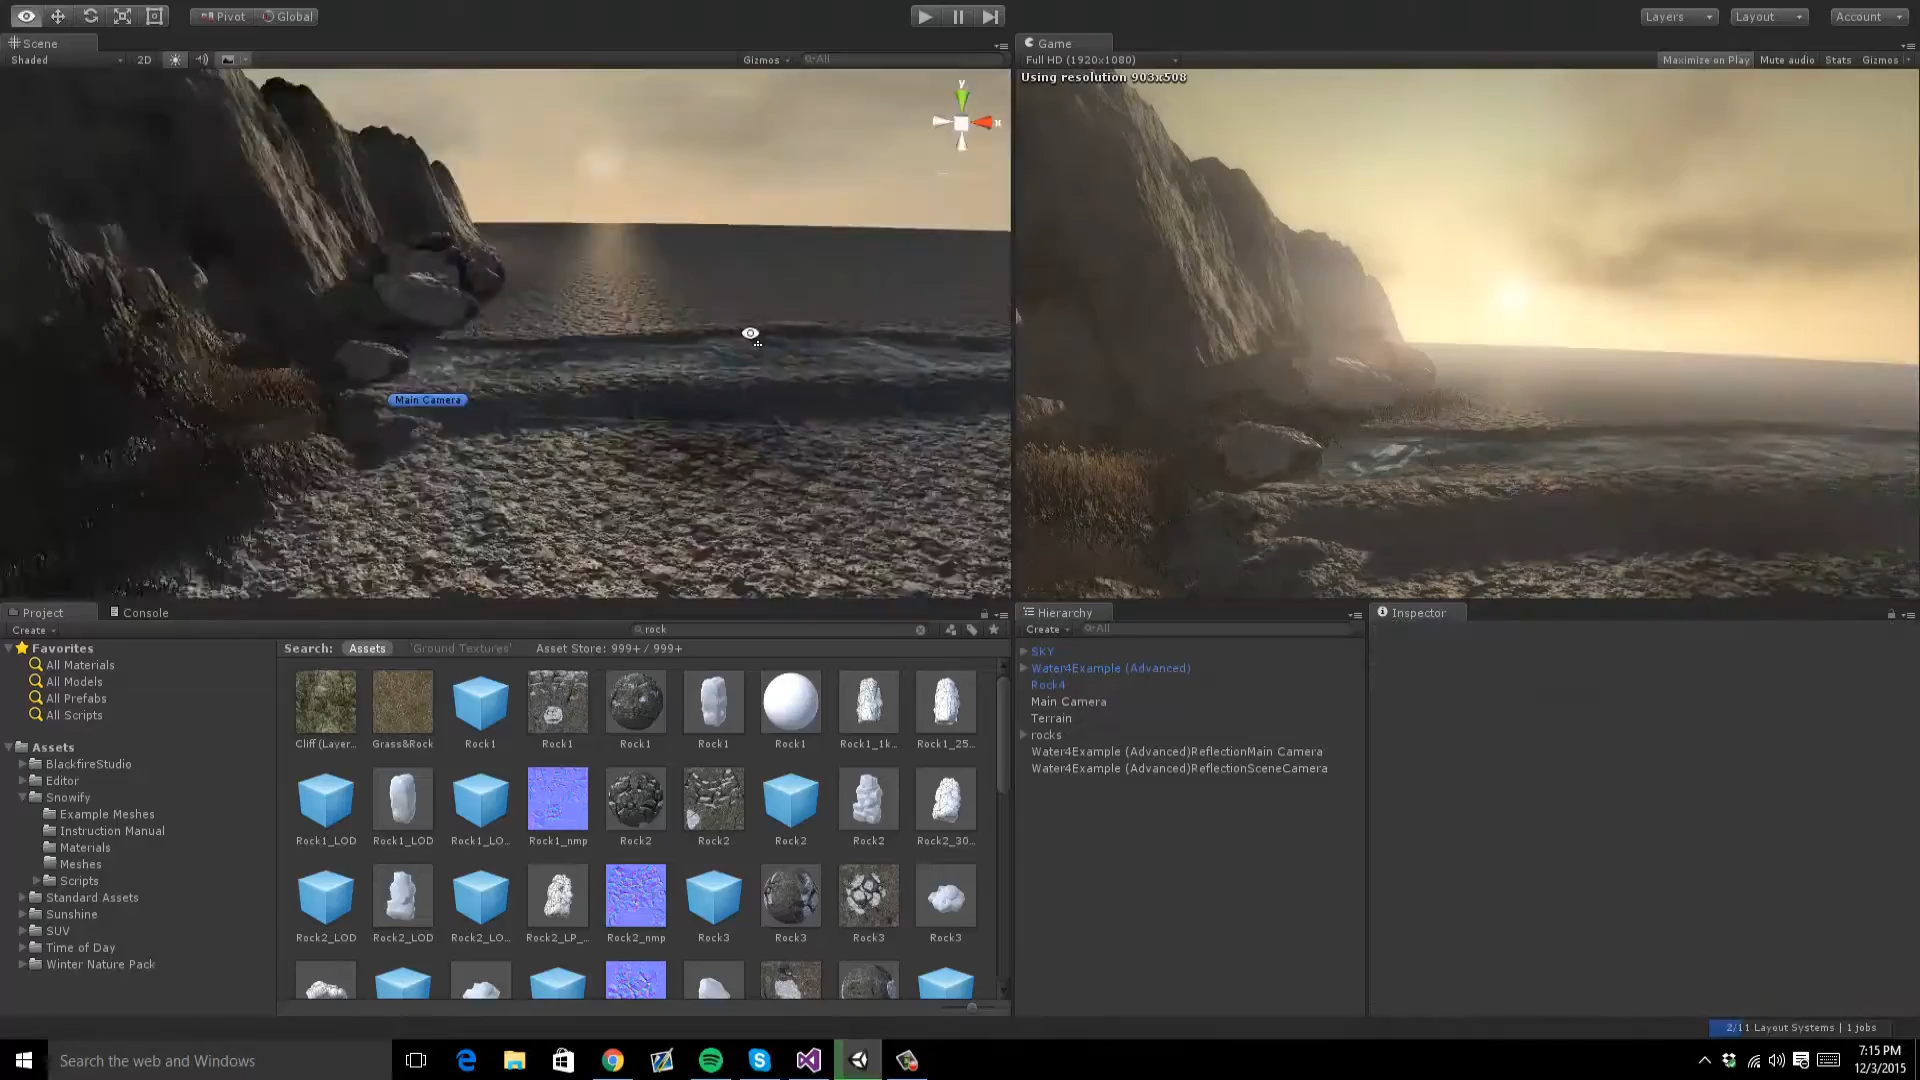 Pivot Global Layers Layout Account
Scene Game
Shaded 2D Gizmos All Full HD (1920x1080) Maximize on Play Mute audio Stats Gizmos
Using resolution 903x508
y
x
Main Camera
Project Console Hierarchy Inspector
Create rock Create All
Favorites
All Materials
All Models
All Prefabs
All Scripts
Assets
BlackfireStudio
Editor
Snowify
Example Meshes
Instruction Manual
Materials
Meshes
Scripts
Standard Assets
Sunshine
SUV
Time of Day
Winter Nature Pack
Search: Assets 'Ground Textures' Asset Store: 999+ / 999+
Cliff (Layer... Grass&Rock Rock1 Rock1 Rock1 Rock1 Rock1 Rock1_1k... Rock1_25...
Rock1_LOD Rock1_LOD Rock1_LO... Rock1_nmp Rock2 Rock2 Rock2 Rock2 Rock2_30...
Rock2_LOD Rock2_LOD Rock2_LO... Rock2_LP_... Rock2_nmp Rock3 Rock3 Rock3 Rock3
SKY
Water4Example (Advanced)
Rock4
Main Camera
Terrain
rocks
Water4Example (Advanced)ReflectionMain Camera
Water4Example (Advanced)ReflectionSceneCamera
2/11 Layout Systems | 1 jobs
Search the web and Windows
7:15 PM
12/3/2015